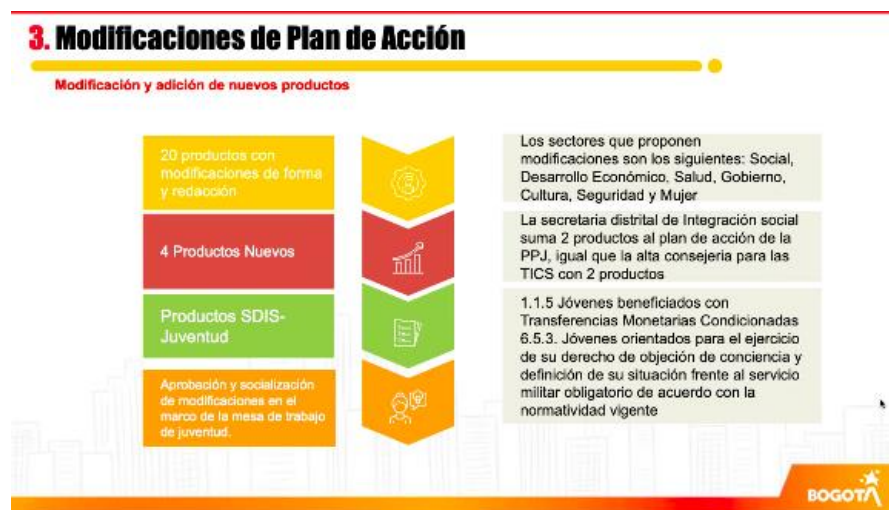 3. Modificaciones de Plan de Acción
Modificación y adición de nuevos productos
20 productos con
modificaciones de forma
y redacción
Los sectores que proponen
modificaciones son los siguientes: Social,
Desarrollo Económico, Salud, Gobierno,
Cultura, Seguridad y Mujer
4 Productos Nuevos
La secretaria distrital de Integración social
suma 2 productos al plan de acción de la
PPJ, igual que la alta consejeria para las
TICS con 2 productos
Productos SDIS-
Juventud
1.1.5 Jóvenes beneficiados con
Transferencias Monetarias Condicionadas
6.5.3. Jóvenes orientados para el ejercicio
de su derecho de objeción de conciencia y
definición de su situación frente al servicio
militar obligatorio de acuerdo con la
normatividad vigente
Aprobación y socialización
de modificaciones en el
marco de la mesa de trabajo
de juventud.
BOGOTÁ